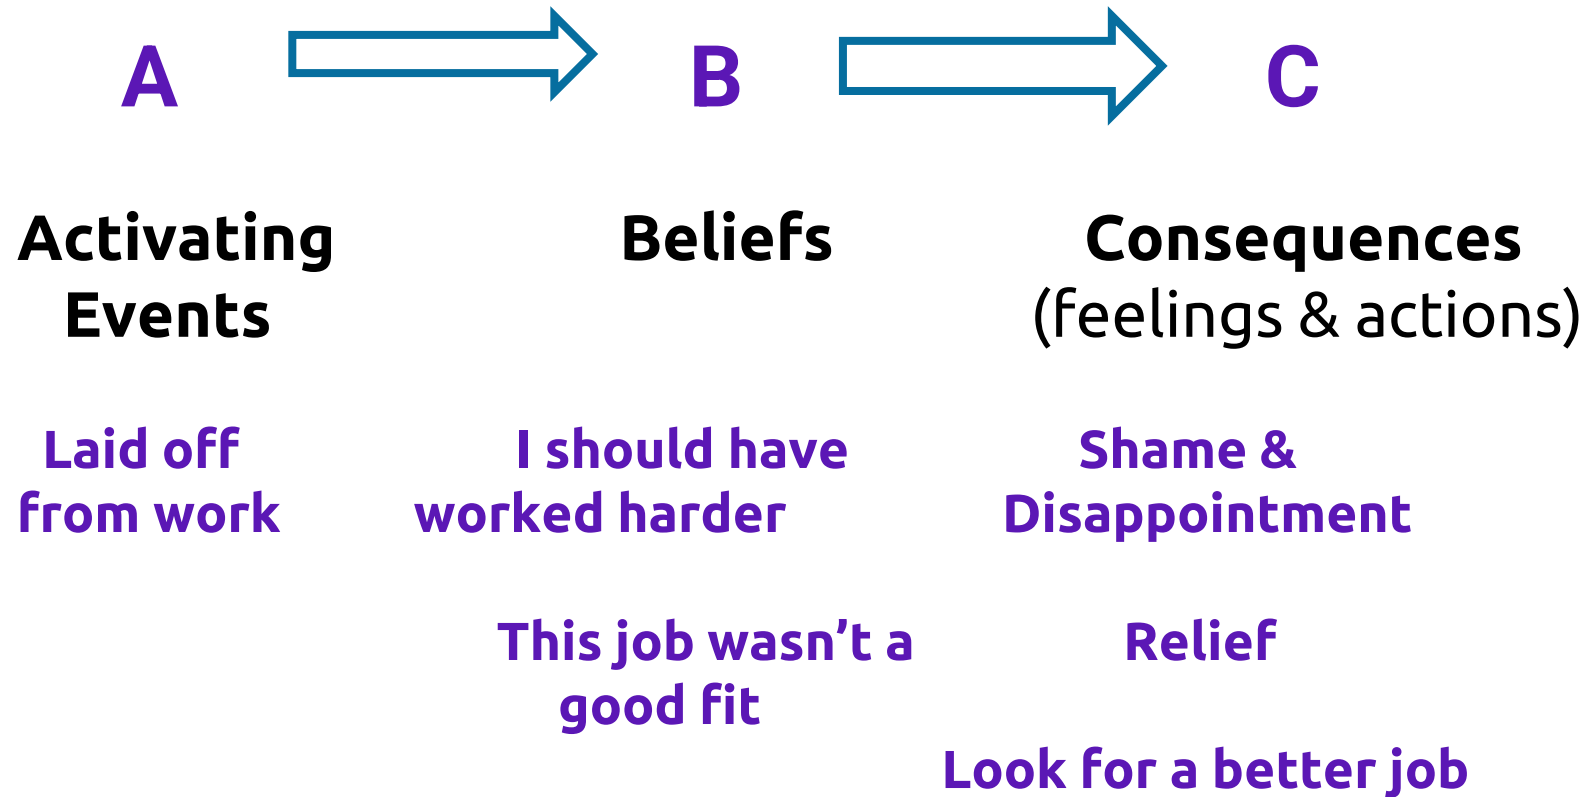 A B C
Activating Beliefs Consequences
Events (feelings & actions)
Laid off I should have Shame &
from work worked harder Disappointment
This job wasn’t a Relief
good fit
Look for a better job